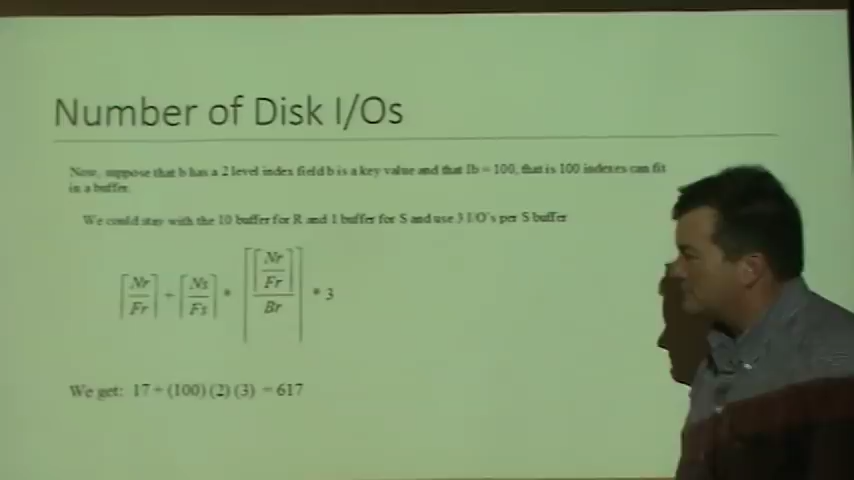 Number of Disk I/Os
Now, suppose that b has a 2 level index field b is a key value and that Ib = 100, that is 100 indexes can fit
in a buffer.
We could stay with the 10 buffer for R and 1 buffer for S and use 3 I/O's per S buffer
⌈Nr/Fr⌉ + ⌈Ns/Fs⌉ * ⌈⌈Nr/Fr⌉/Br⌉ * 3
We get: 17 + (100) (2) (3) = 617